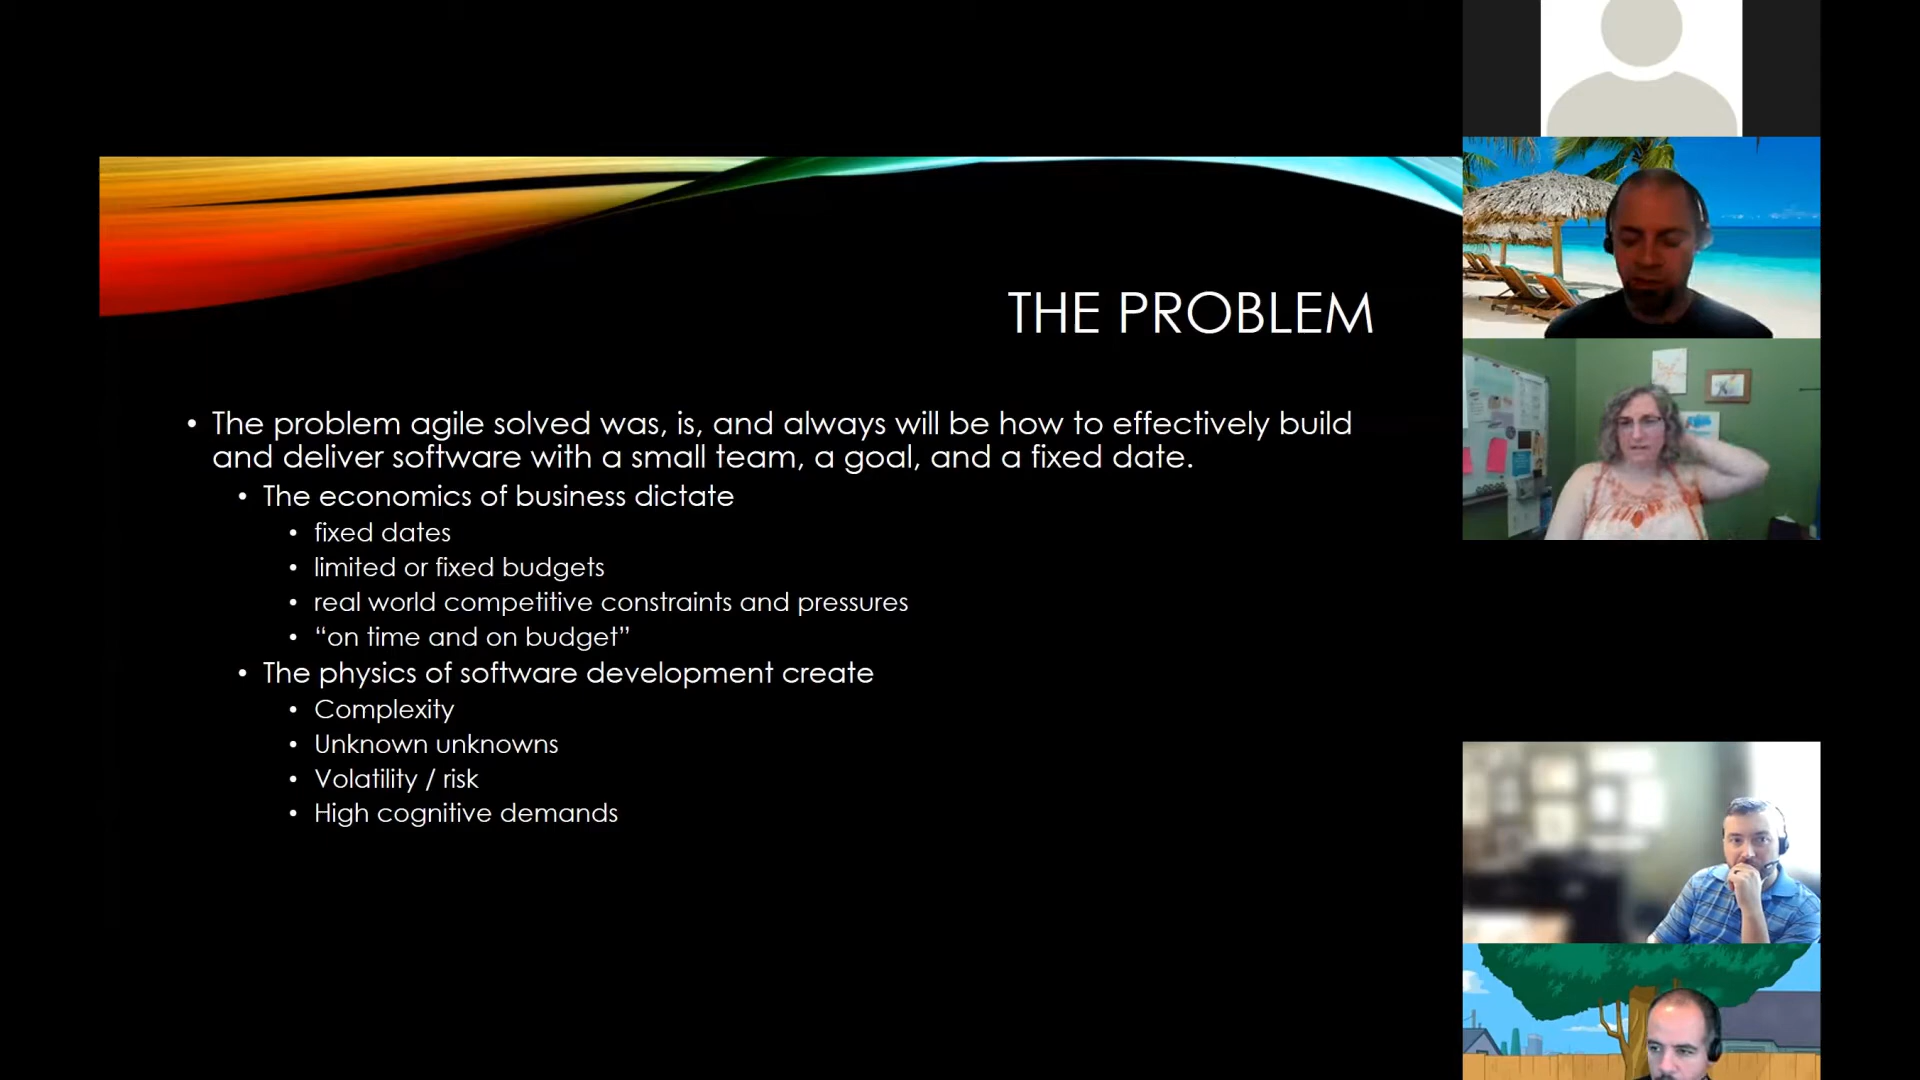 THE PROBLEM
• The problem agile solved was, is, and always will be how to effectively build
and deliver software with a small team, a goal, and a fixed date.
• The economics of business dictate
• fixed dates
• limited or fixed budgets
• real world competitive constraints and pressures
• “on time and on budget”
• The physics of software development create
• Complexity
• Unknown unknowns
• Volatility / risk
• High cognitive demands